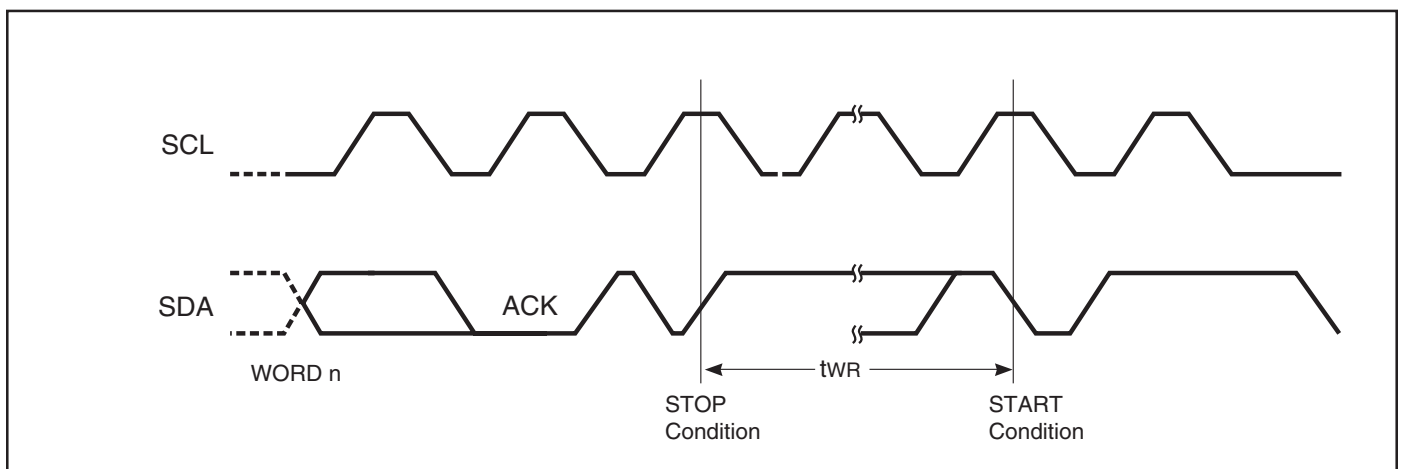 SCL
SDA
ACK
WORD n
tWR
STOP
Condition
START
Condition